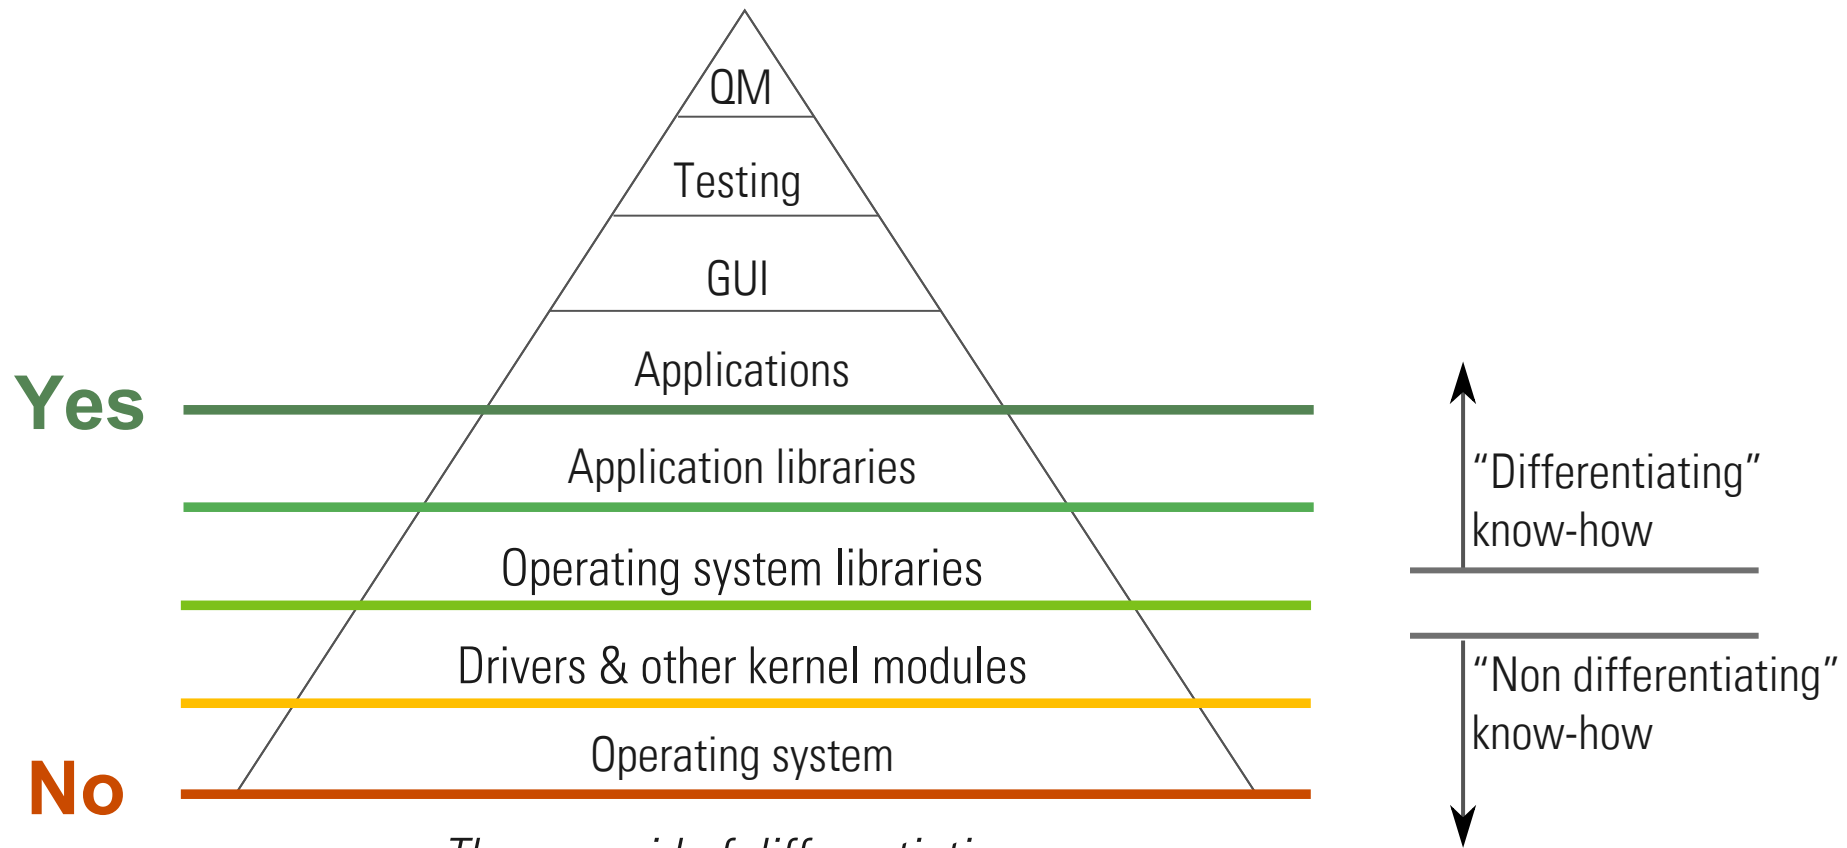 QM
Testing
GUI
Applications
Yes
Application libraries
"Differentiating"
know-how
Operating system libraries
Drivers & other kernel modules
"Non differentiating"
know-how
Operating system
No